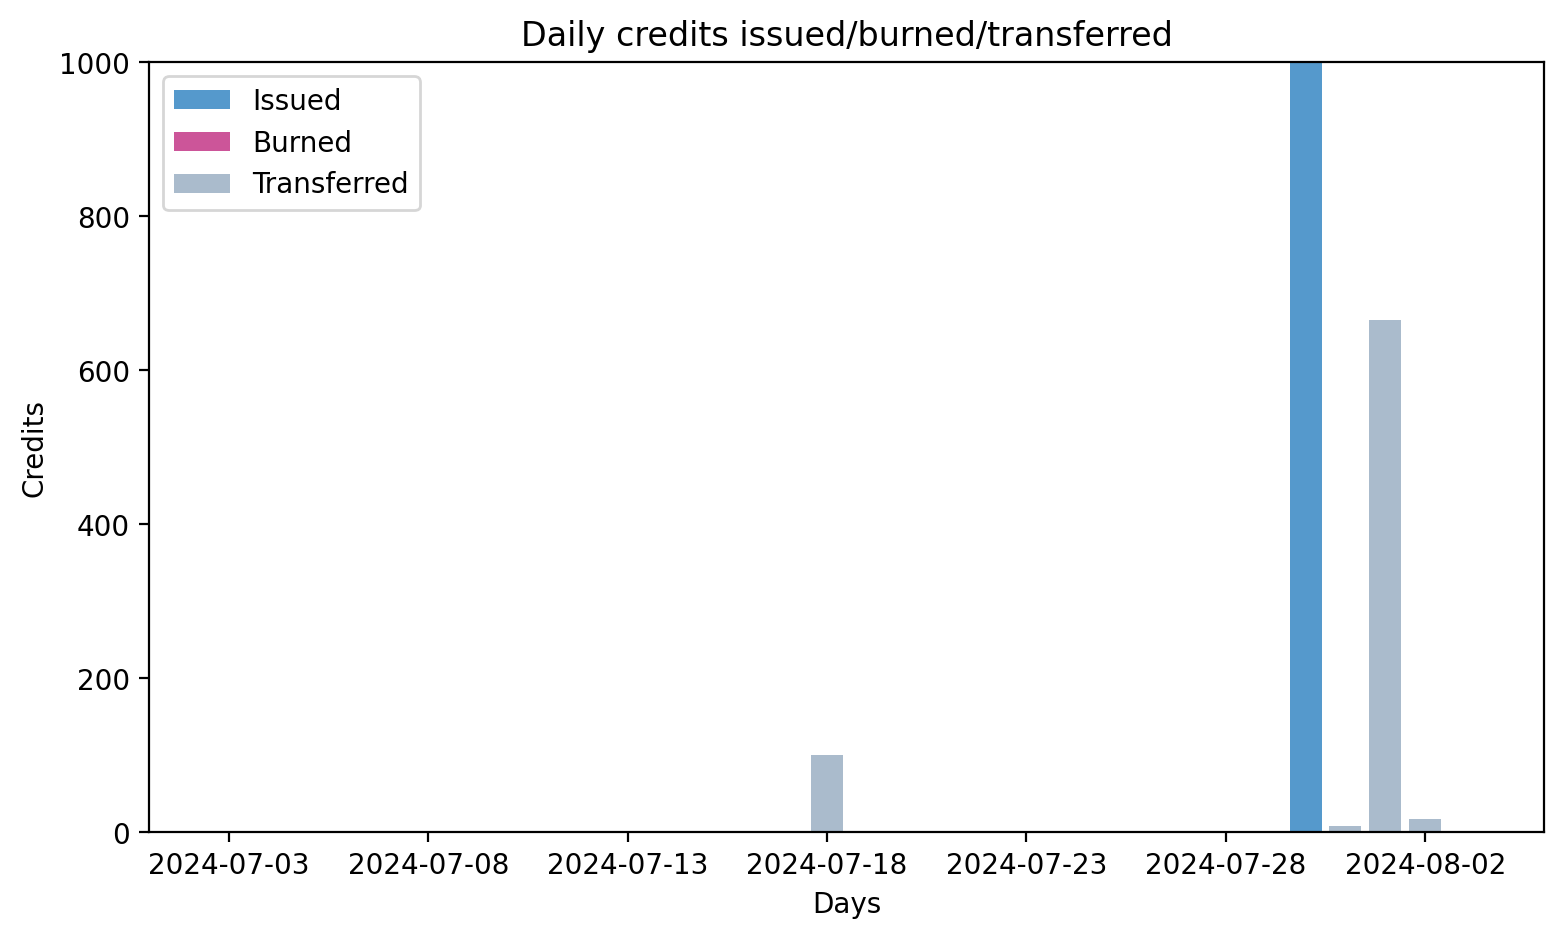 Daily credits issued/burned/transferred
1000
800
600
400
200
0
Credits
Issued
Burned
Transferred
2024-07-03 2024-07-08 2024-07-13 2024-07-18 2024-07-23 2024-07-28 2024-08-02
Days